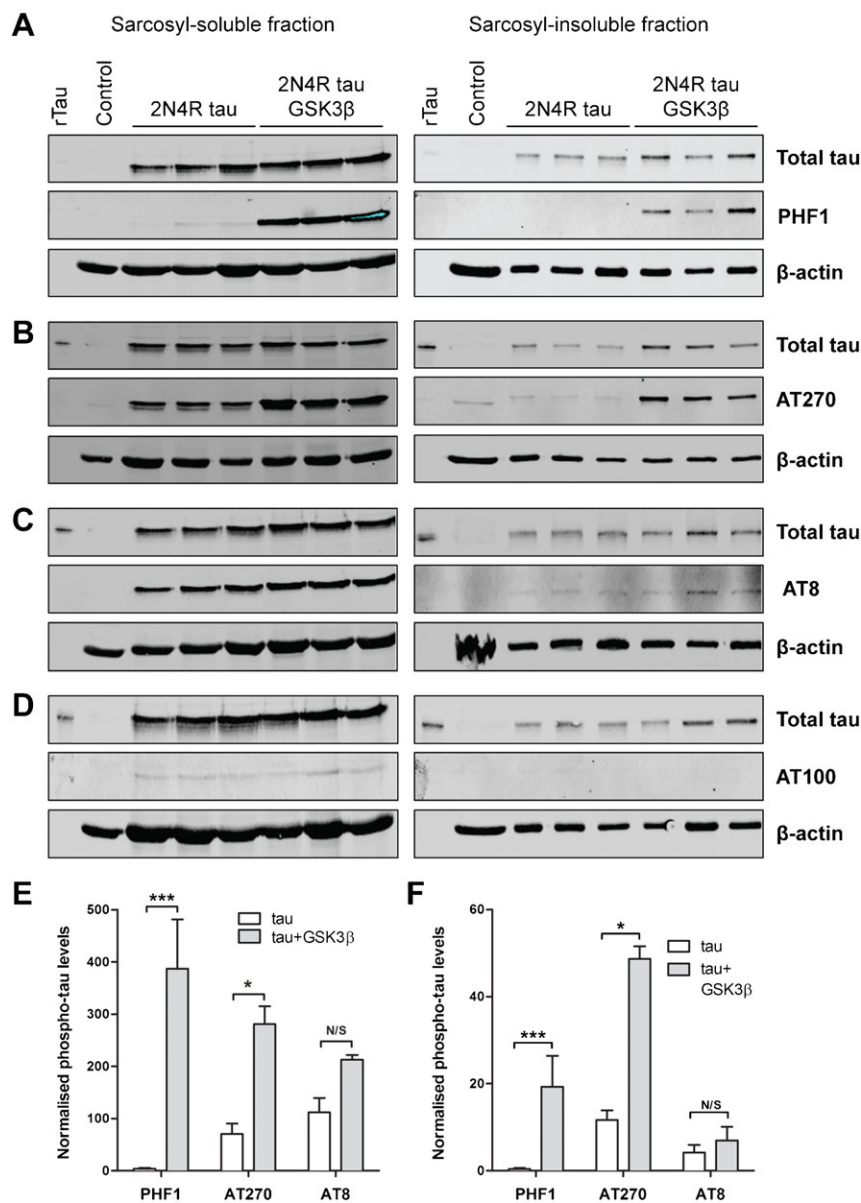 A
Sarcosyl-soluble fraction
Sarcosyl-insoluble fraction
rTau
Control
2N4R tau
2N4R tau
GSK3β
rTau
Control
2N4R tau
2N4R tau
GSK3β
Total tau
PHF1
β-actin
B
Total tau
AT270
β-actin
C
Total tau
AT8
β-actin
D
Total tau
AT100
β-actin
E
Normalised phospho-tau levels
500
400
300
200
100
0
***
*
N/S
tau
tau+GSK3β
PHF1
AT270
AT8
F
Normalised phospho-tau levels
60
40
20
0
***
*
N/S
tau
tau+
GSK3β
PHF1
AT270
AT8